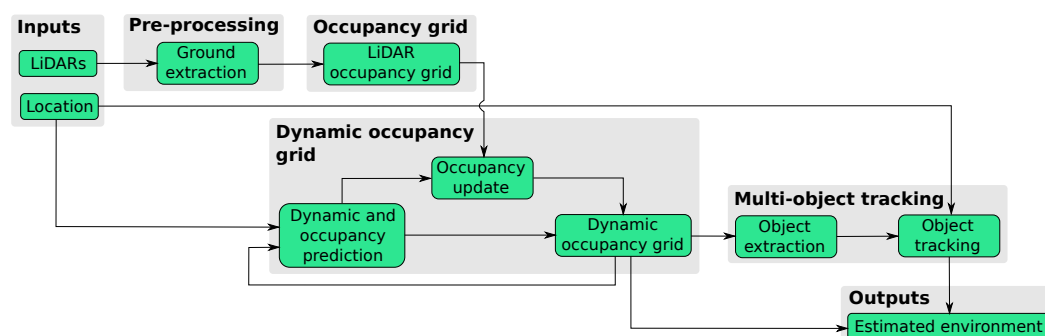 Inputs
LiDARs
Location
Pre-processing
Ground
extraction
Occupancy grid
LiDAR
occupancy grid
Dynamic occupancy
grid
Occupancy
update
Dynamic and
occupancy
prediction
Dynamic
occupancy grid
Multi-object tracking
Object
extraction
Object
tracking
Outputs
Estimated environment